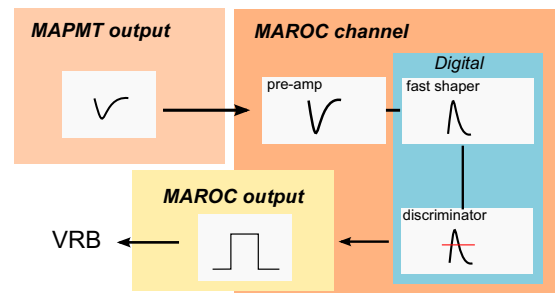 MAPMT output
MAROC channel
Digital
pre-amp
fast shaper
MAROC output
discriminator
VRB